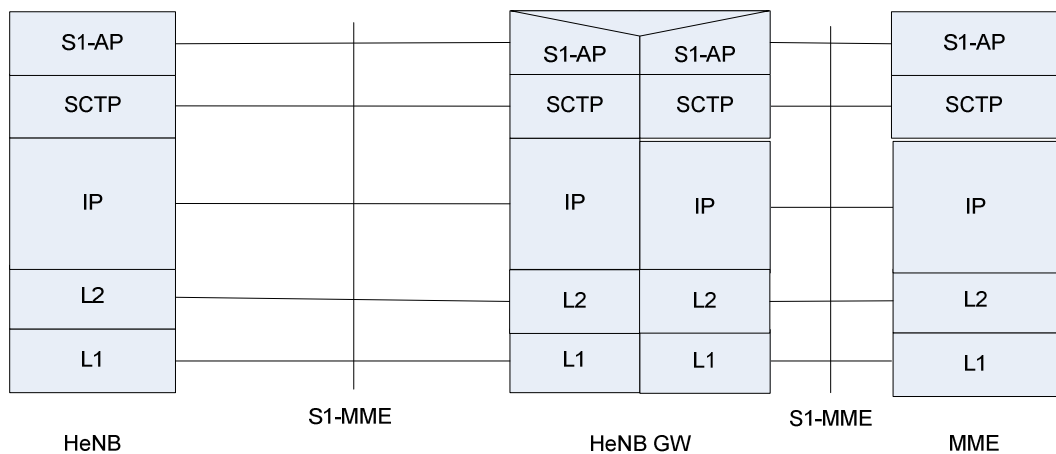 S1-AP
S1-AP
S1-AP
S1-AP
SCTP
SCTP
SCTP
SCTP
IP
IP
IP
IP
L2
L2
L2
L2
L1
L1
L1
L1
S1-MME
S1-MME
HeNB
HeNB GW
MME